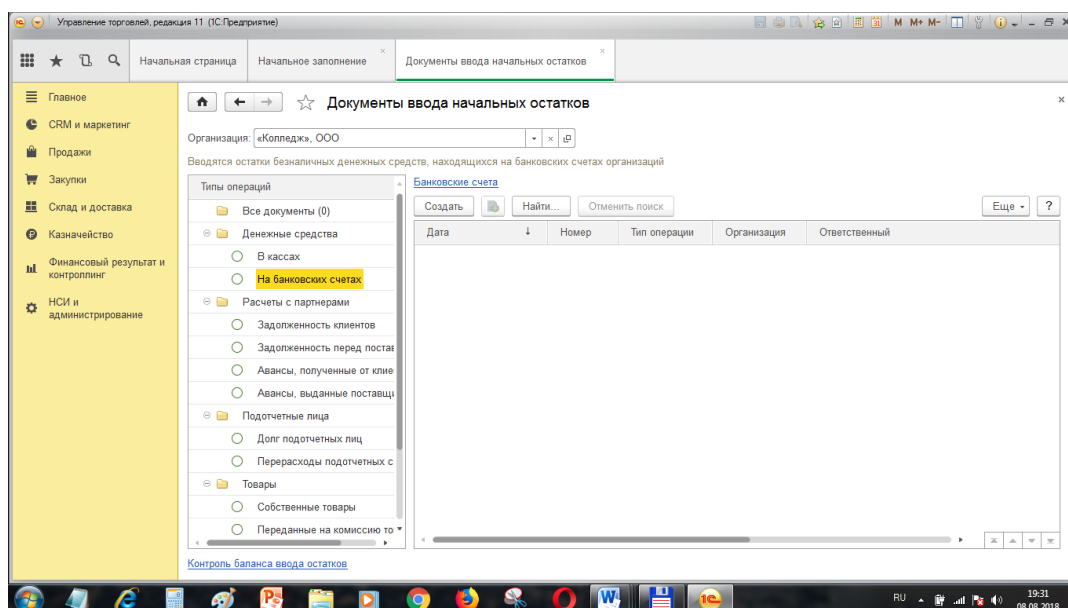 Управление торговлей, редакция 11 (1С:Предприятие)
M M+ M-
Начальная страница
Начальное заполнение
Документы ввода начальных остатков
Главное
CRM и маркетинг
Продажи
Закупки
Склад и доставка
Казначейство
Финансовый результат и
контроллинг
НСИ и
администрирование
Документы ввода начальных остатков
Организация: «Колледж», ООО
Вводятся остатки безналичных денежных средств, находящихся на банковских счетах организаций
Типы операций
Все документы (0)
Денежные средства
В кассах
На банковских счетах
Расчеты с партнерами
Задолженность клиентов
Задолженность перед постав
Авансы, полученные от клие
Авансы, выданные поставщи
Подотчетные лица
Долг подотчетных лиц
Перерасходы подотчетных с
Товары
Собственные товары
Переданные на комиссию то
Банковские счета
Создать Найти... Отменить поиск Еще ?
Дата ↓ Номер Тип операции Организация Ответственный
Контроль баланса ввода остатков
RU 19:31
08.08.2018